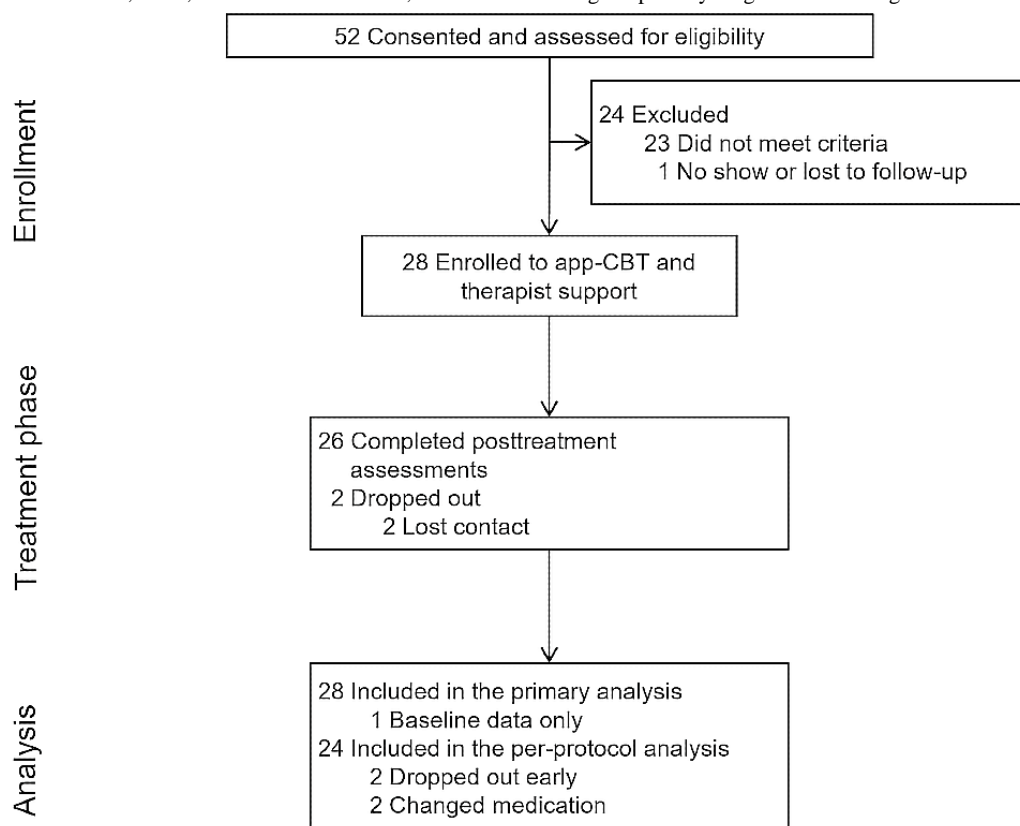 52 Consented and assessed for eligibility
Enrollment
24 Excluded
23 Did not meet criteria
1 No show or lost to follow-up
28 Enrolled to app-CBT and
therapist support
Treatment phase
26 Completed posttreatment
assessments
2 Dropped out
2 Lost contact
Analysis
28 Included in the primary analysis
1 Baseline data only
24 Included in the per-protocol analysis
2 Dropped out early
2 Changed medication